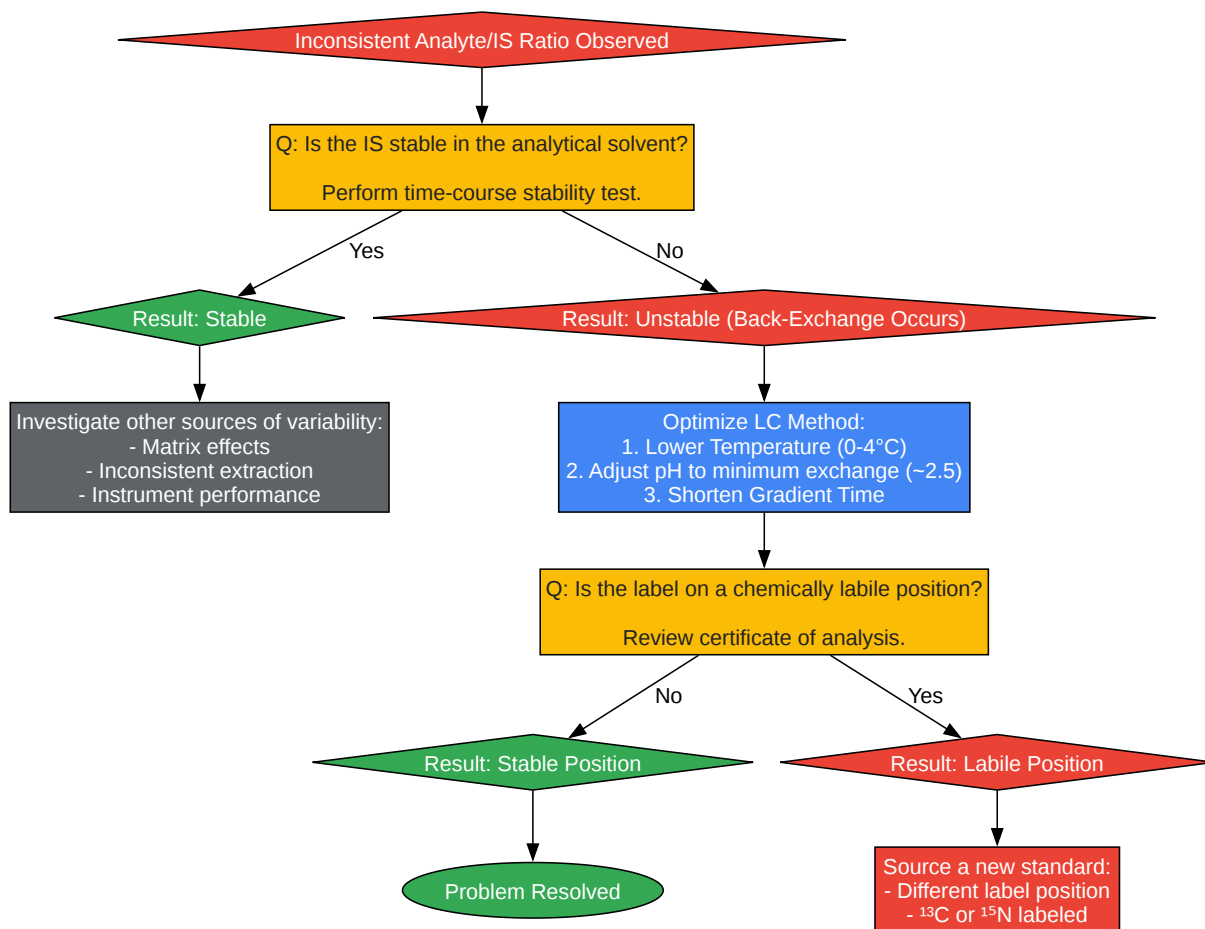 Inconsistent Analyte/IS Ratio Observed
Q: Is the IS stable in the analytical solvent?
Perform time-course stability test.
Yes
No
Result: Stable
Result: Unstable (Back-Exchange Occurs)
Investigate other sources of variability:
- Matrix effects
- Inconsistent extraction
- Instrument performance
Optimize LC Method:
1. Lower Temperature (0-4°C)
2. Adjust pH to minimum exchange (~2.5)
3. Shorten Gradient Time
Q: Is the label on a chemically labile position?
Review certificate of analysis.
No
Yes
Result: Stable Position
Result: Labile Position
Problem Resolved
Source a new standard:
- Different label position
- ¹³C or ¹⁵N labeled